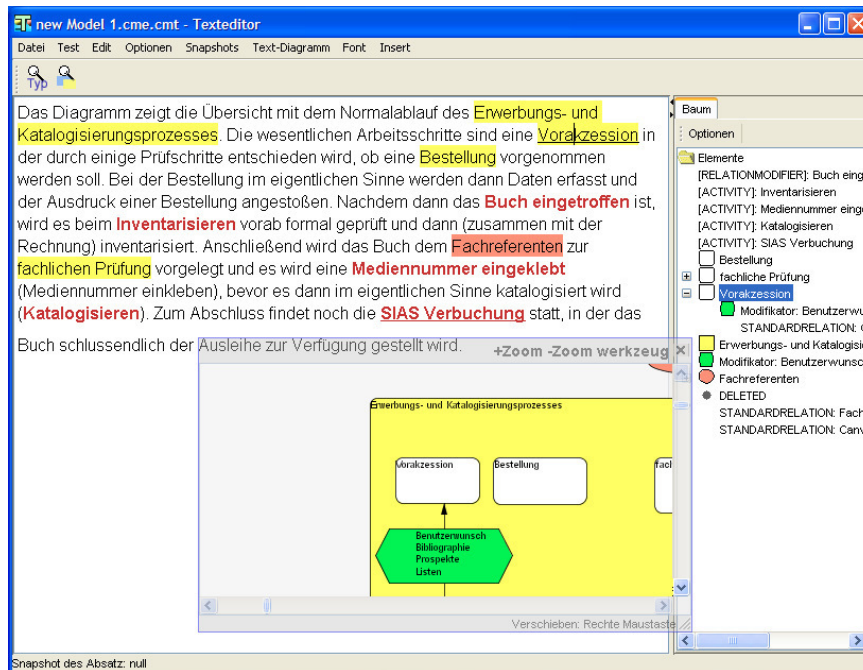 new Model 1.cme.cmt - Texteditor
Datei Test Edit Optionen Snapshots Text-Diagramm Font Insert
Typ
Das Diagramm zeigt die Übersicht mit dem Normalablauf des Erwerbungs- und
Katalogisierungsprozesses. Die wesentlichen Arbeitsschritte sind eine Vorakzession in
der durch einige Prüfschritte entschieden wird, ob eine Bestellung vorgenommen
werden soll. Bei der Bestellung im eigentlichen Sinne werden dann Daten erfasst und
der Ausdruck einer Bestellung angestoßen. Nachdem dann das Buch eingetroffen ist,
wird es beim Inventarisieren vorab formal geprüft und dann (zusammen mit der
Rechnung) inventarisiert. Anschließend wird das Buch dem Fachreferenten zur
fachlichen Prüfung vorgelegt und es wird eine Mediennummer eingeklebt
(Mediennummer einkleben), bevor es dann im eigentlichen Sinne katalogisiert wird
(Katalogisieren). Zum Abschluss findet noch die SIAS Verbuchung statt, in der das
Buch schlussendlich der Ausleihe zur Verfügung gestellt wird.
+Zoom -Zoom werkzeug
Erwerbungs- und Katalogisierungsprozesses
Vorakzession
Bestellung
fach
Benutzerwunsch
Bibliographie
Prospekte
Listen
Verschieben: Rechte Maustaste
Baum
Optionen
Elemente
[RELATIONMODIFIER]: Buch eing
[ACTIVITY]: Inventarisieren
[ACTIVITY]: Mediennummer einge
[ACTIVITY]: Katalogisieren
[ACTIVITY]: SIAS Verbuchung
Bestellung
fachliche Prüfung
Vorakzession
Modifikator: Benutzerwu
STANDARDRELATION:
Erwerbungs- und Katalogisi
Modifikator: Benutzerwunsc
Fachreferenten
DELETED
STANDARDRELATION: Fach
STANDARDRELATION: Canv
Snapshot des Absatz: null